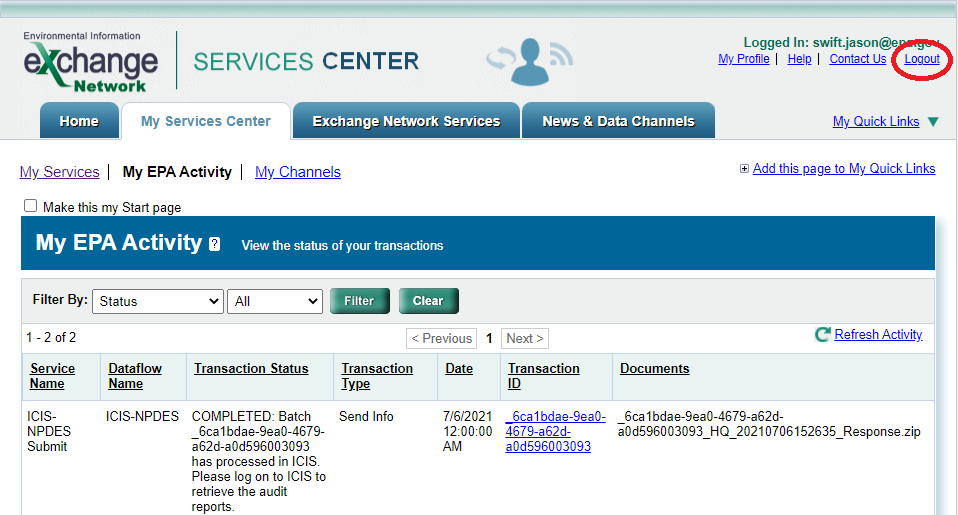 Environmental Information
eXchange
Network
SERVICES CENTER
Logged In: swift.jason@epa.gov
My Profile | Help | Contact Us Logout
Home My Services Center Exchange Network Services News & Data Channels My Quick Links
My Services | My EPA Activity | My Channels
Add this page to My Quick Links
Make this my Start page
My EPA Activity ? View the status of your transactions
Filter By: Status All Filter Clear
1 - 2 of 2 < Previous 1 Next > Refresh Activity
Service Name
Dataflow Name
Transaction Status
Transaction Type
Date
Transaction ID
Documents
ICIS-
NPDES
Submit
ICIS-NPDES
COMPLETED: Batch
_6ca1bdae-9ea0-4679-
a62d-a0d596003093
has processed in ICIS.
Please log on to ICIS to
retrieve the audit
reports.
Send Info
7/6/2021
12:00:00
AM
_6ca1bdae-9ea0-
4679-a62d-
a0d596003093
_6ca1bdae-9ea0-4679-a62d-
a0d596003093_HQ_20210706152635_Response.zip